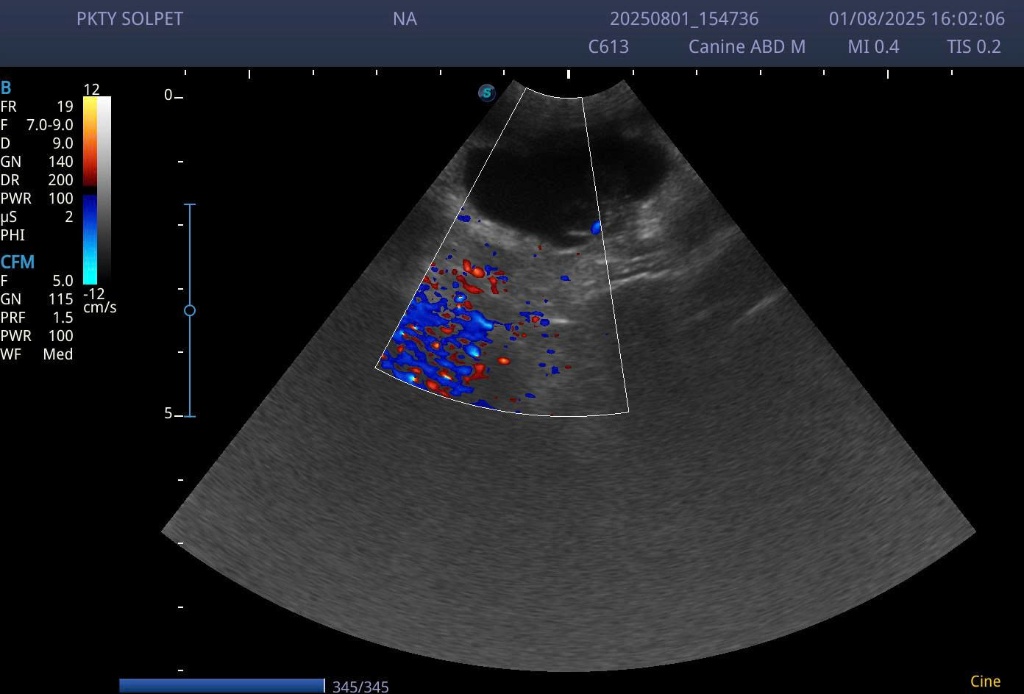 PKTY SOLPET NA 20250801_154736 01/08/2025 16:02:06
C613 Canine ABD M MI 0.4 TIS 0.2
B
FR 19
F 7.0-9.0
D 9.0
GN 140
DR 200
PWR 100
µS 2
PHI
CFM
F 5.0
GN 115
PRF 1.5
PWR 100
WF Med
12
-12
cm/s
0
S
5
345/345
Cine